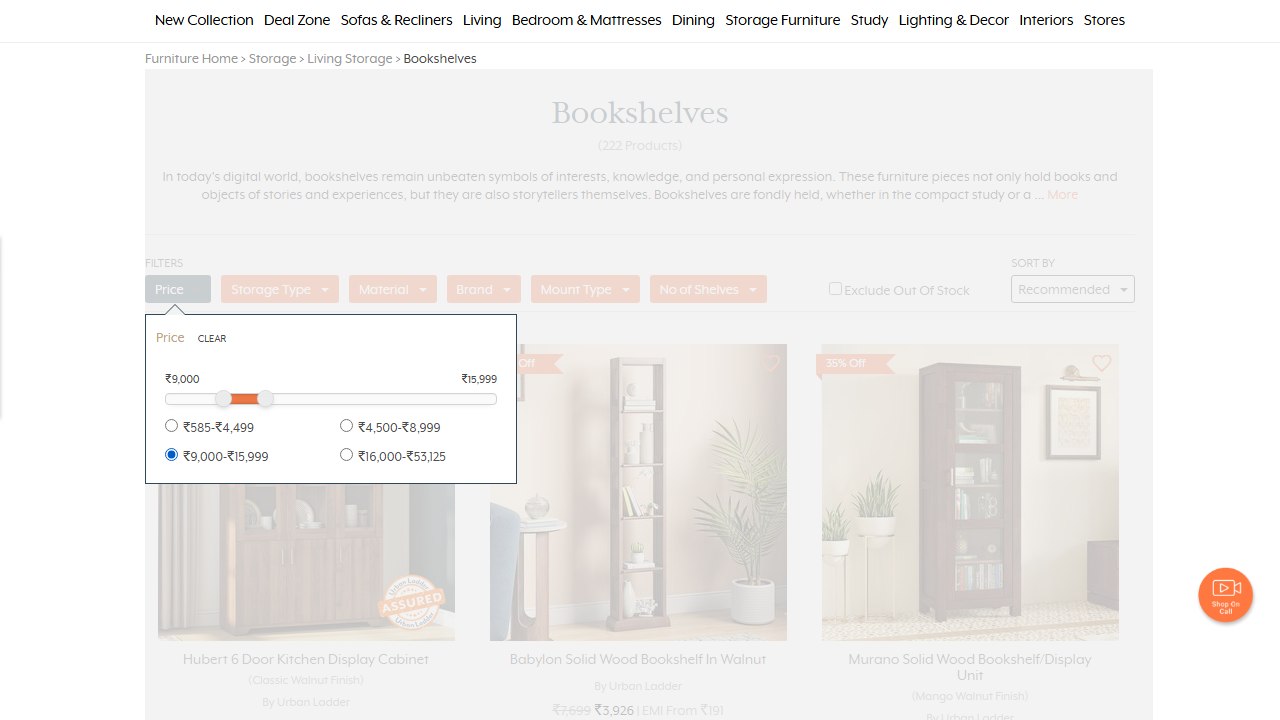 New Collection Deal Zone Sofas & Recliners Living Bedroom & Mattresses Dining Storage Furniture Study Lighting & Decor Interiors Stores
Furniture Home > Storage > Living Storage > Bookshelves
Bookshelves
(222 Products)
In today's digital world, bookshelves remain unbeaten symbols of interests, knowledge, and personal expression. These furniture pieces not only hold books and
objects of stories and experiences, but they are also storytellers themselves. Bookshelves are fondly held, whether in the compact study or a ... More
FILTERS
SORT BY
Price Storage Type Material Brand Mount Type No of Shelves Exclude Out Of Stock Recommended
Price CLEAR
₹9,000 ₹15,999
₹585-₹4,499 ₹4,500-₹8,999
₹9,000-₹15,999 ₹16,000-₹53,125
Off
35% Off
Urban Ladder
ASSURED
Urban Ladder
Shop On
Call
Hubert 6 Door Kitchen Display Cabinet
(Classic Walnut Finish)
By Urban Ladder
Babylon Solid Wood Bookshelf In Walnut
By Urban Ladder
₹7,699 ₹3,926 | EMI From ₹191
Murano Solid Wood Bookshelf/Display
Unit
(Mango Walnut Finish)
By Urban Ladder